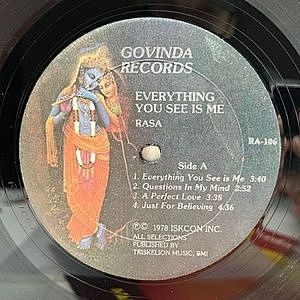 GOVINDA
RECORDS
EVERYTHING
YOU SEE IS ME
RASA
RA-106
Side A
1. Everything You See is Me 3:40
2. Questions In My Mind 2:52
3. A Perfect Love 3:38
4. Just For Believing 4:36
Ⓟ© 1978 ISKCON INC.
ALL SELECTIONS
PUBLISHED BY
TRISKELION MUSIC, BMI